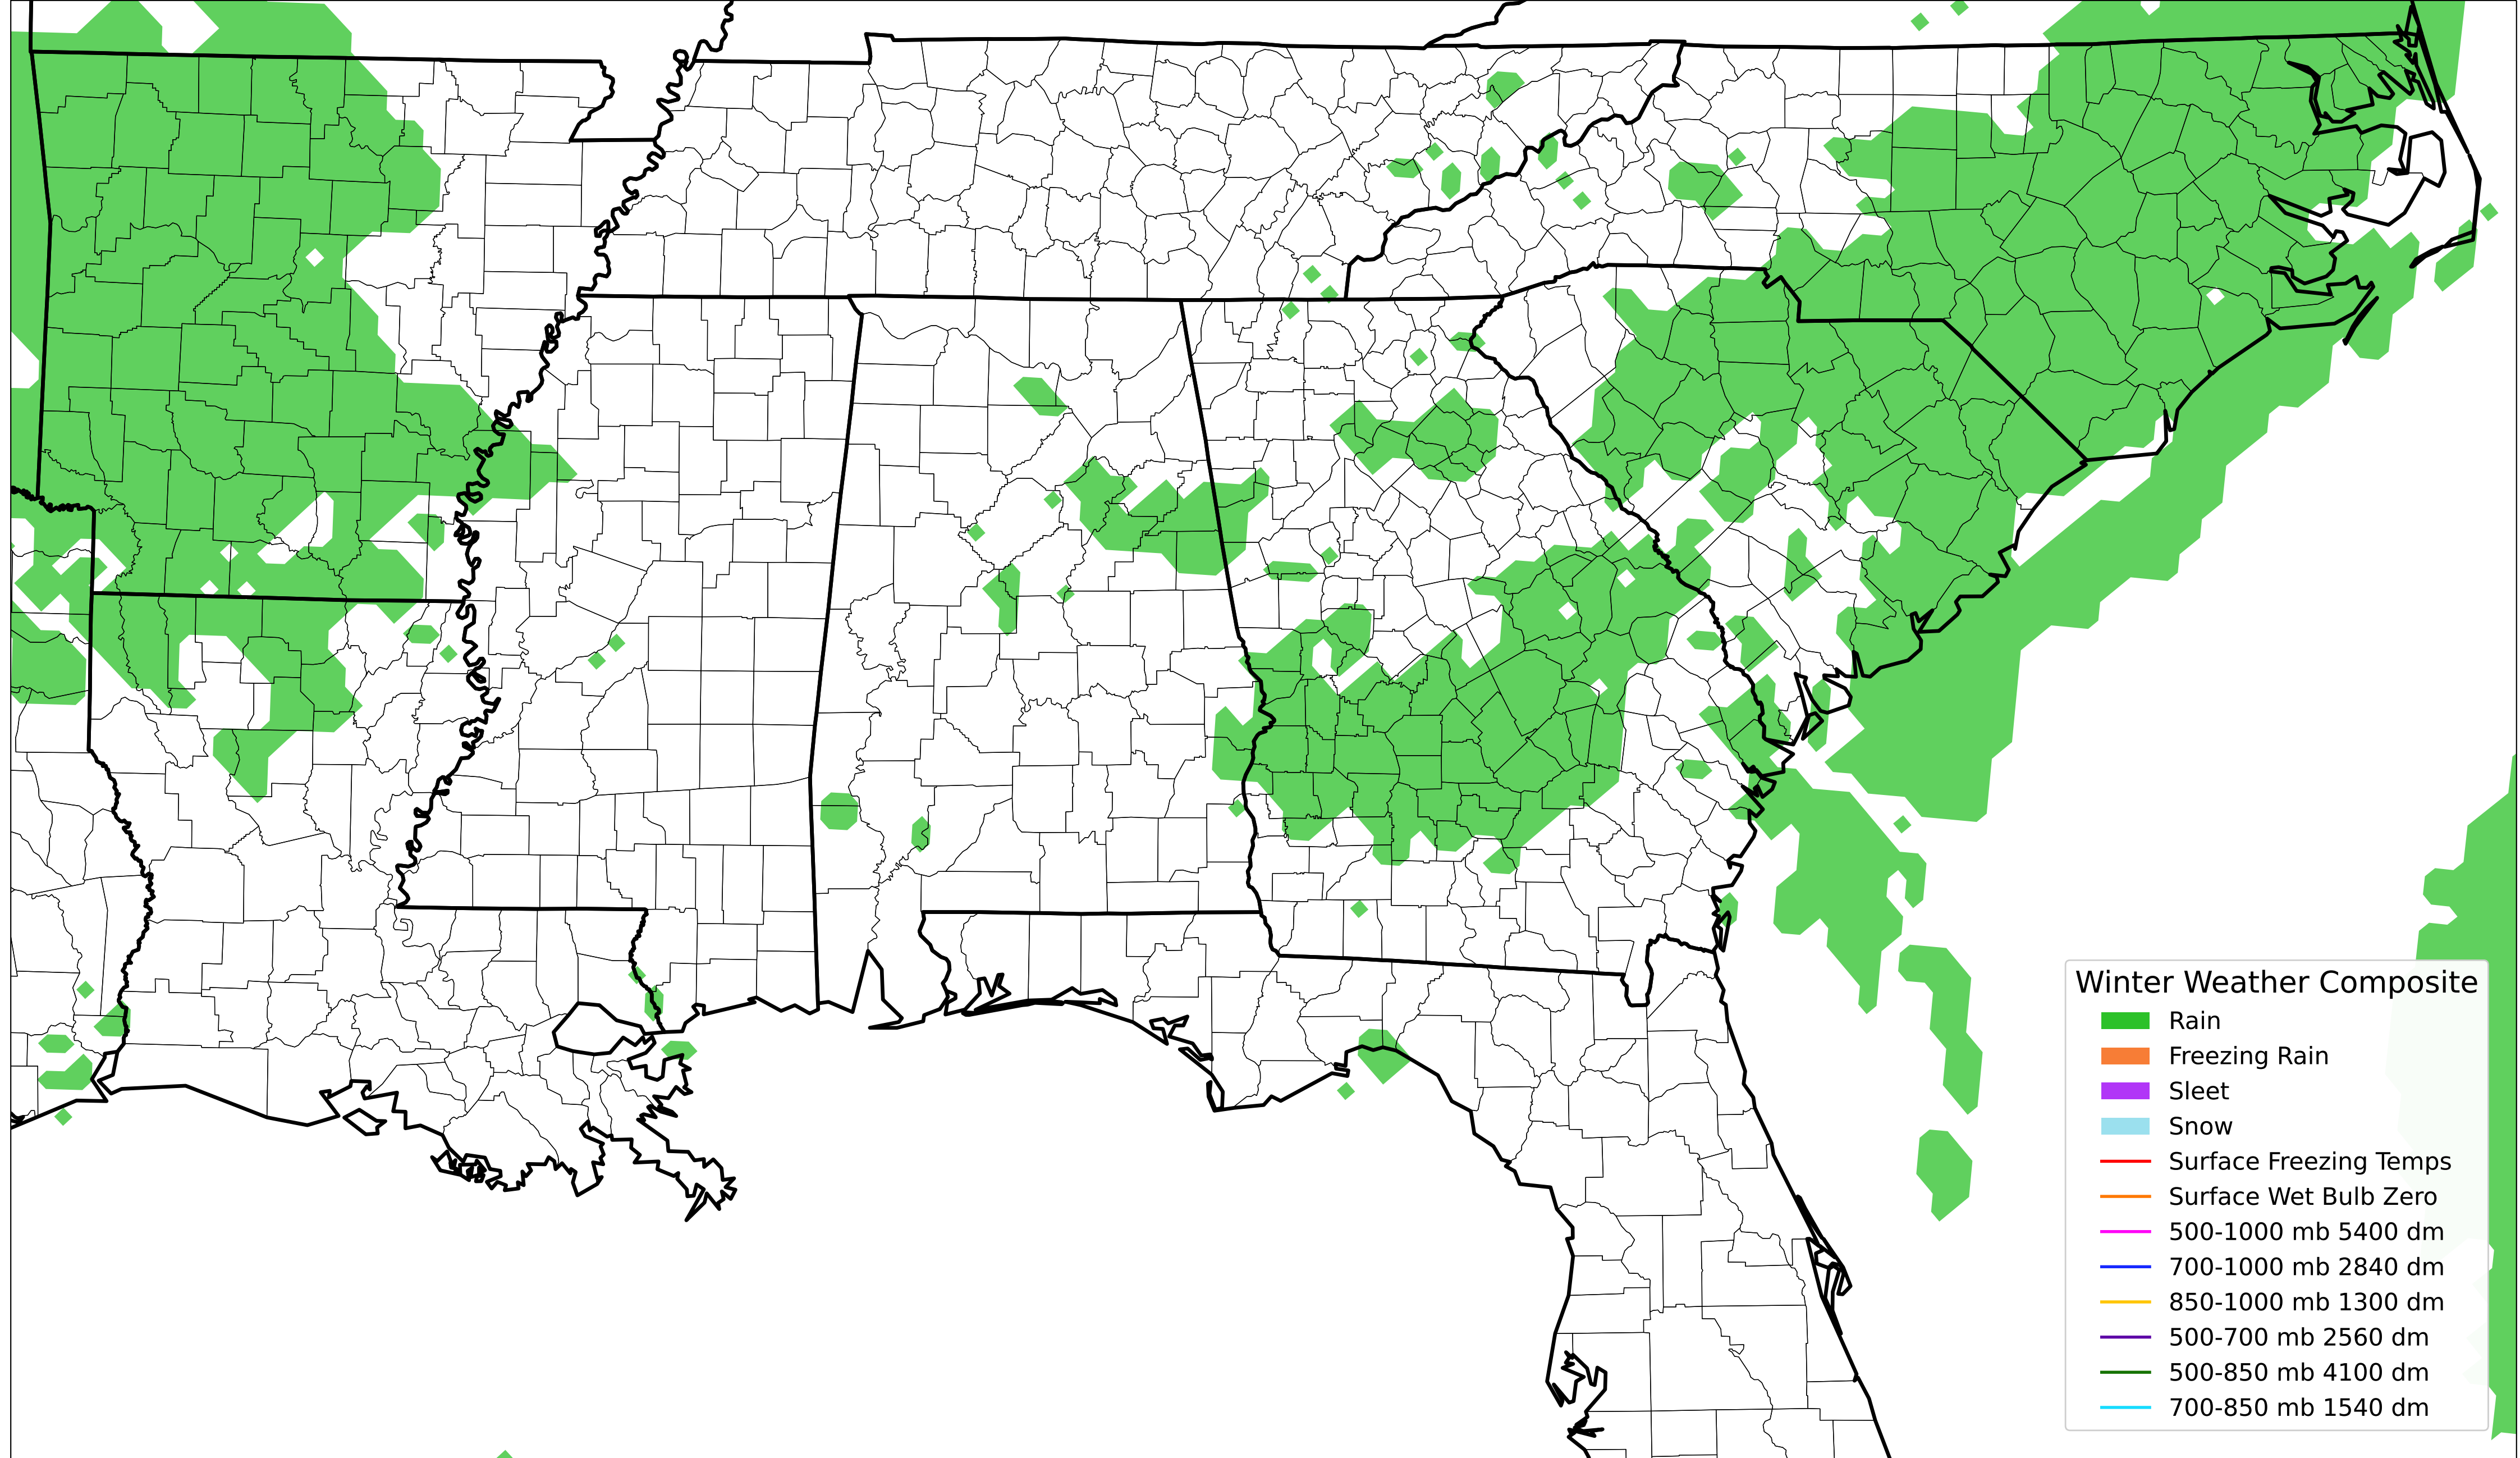 Winter Weather Composite
Rain
Freezing Rain
Sleet
Snow
Surface Freezing Temps
Surface Wet Bulb Zero
500-1000 mb 5400 dm
700-1000 mb 2840 dm
850-1000 mb 1300 dm
500-700 mb 2560 dm
500-850 mb 4100 dm
700-850 mb 1540 dm